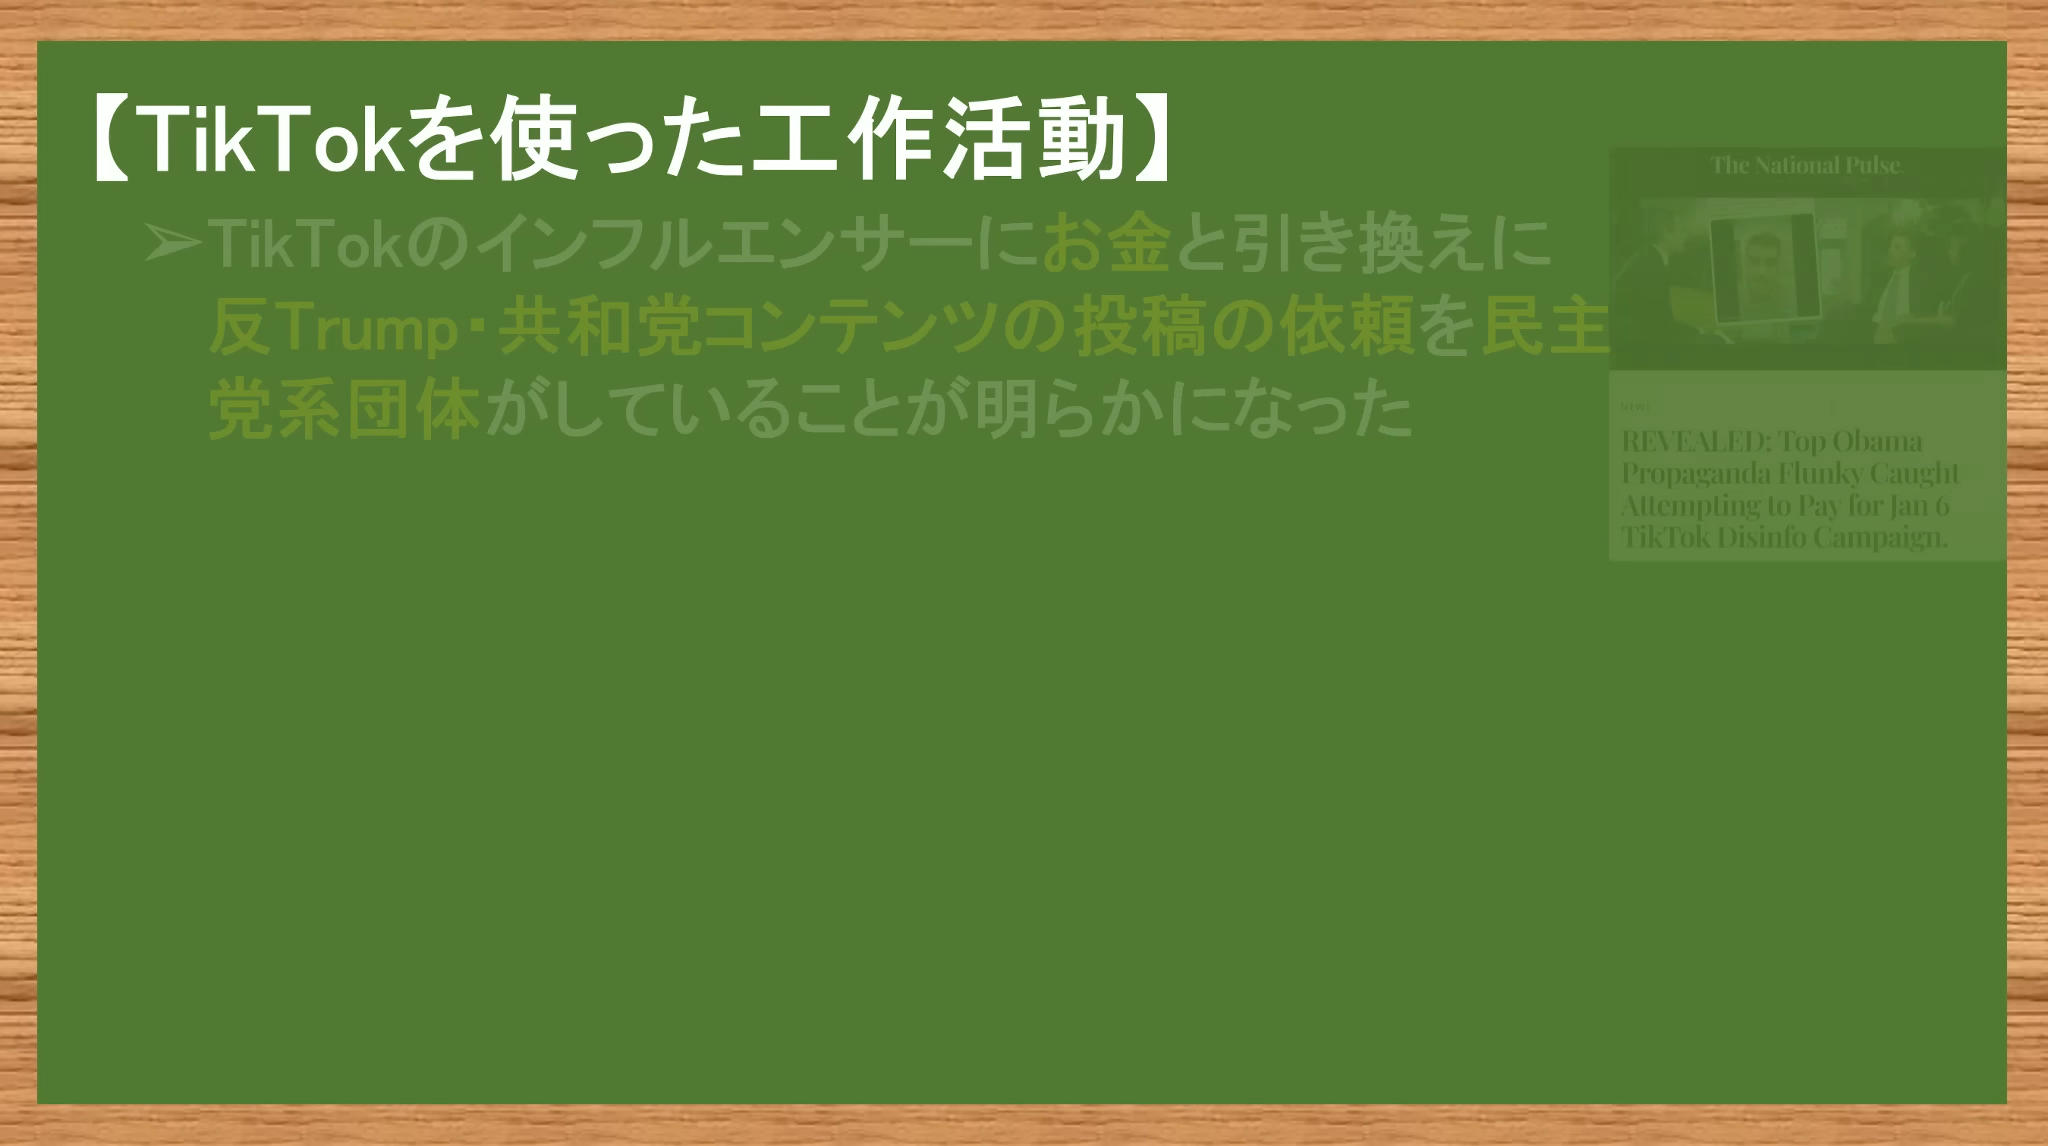 【TikTokを使った工作活動】
➢TikTokのインフルエンサーにお金と引き換えに
反Trump・共和党コンテンツの投稿の依頼を民主
党系団体がしていることが明らかになった
The National Pulse.
NEWS
REVEALED: Top Obama
Propaganda Flunky Caught
Attempting to Pay for Jan 6
TikTok Disinfo Campaign.